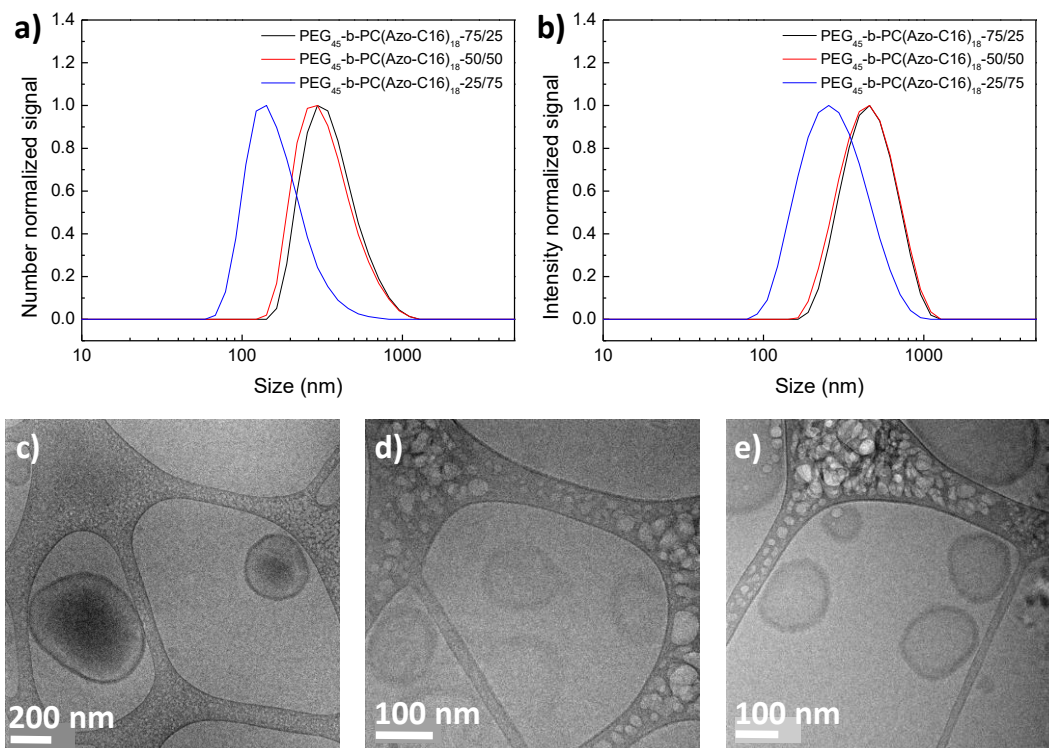 a)
1.4
1.2
1.0
0.8
0.6
0.4
0.2
0.0
Number normalized signal
PEG45-b-PC(Azo-C16)18-75/25
PEG45-b-PC(Azo-C16)18-50/50
PEG45-b-PC(Azo-C16)18-25/75
10 100 1000
Size (nm)
b)
1.4
1.2
1.0
0.8
0.6
0.4
0.2
0.0
Intensity normalized signal
PEG45-b-PC(Azo-C16)18-75/25
PEG45-b-PC(Azo-C16)18-50/50
PEG45-b-PC(Azo-C16)18-25/75
10 100 1000
Size (nm)
c)
200 nm
d)
100 nm
e)
100 nm